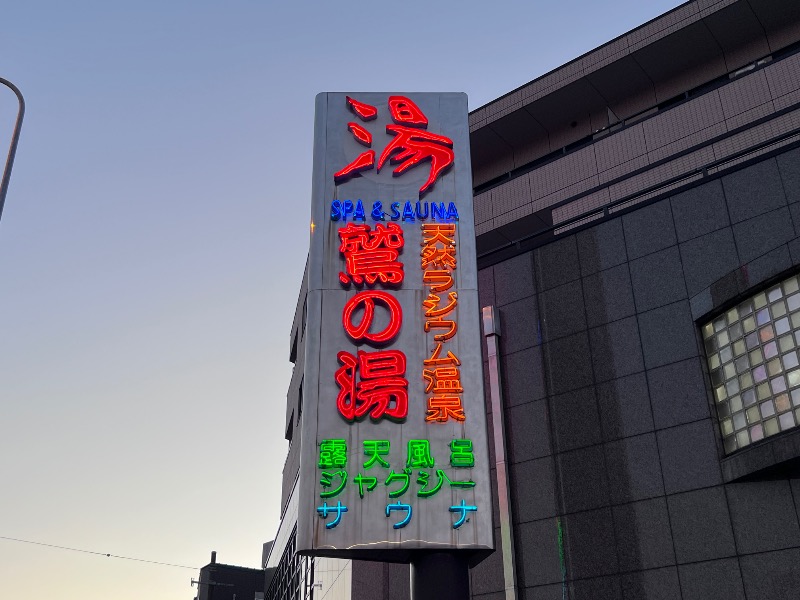 湯
SPA & SAUNA
鷲の湯
天然ラジウム温泉
露天風呂
ジャグジー
サウナ